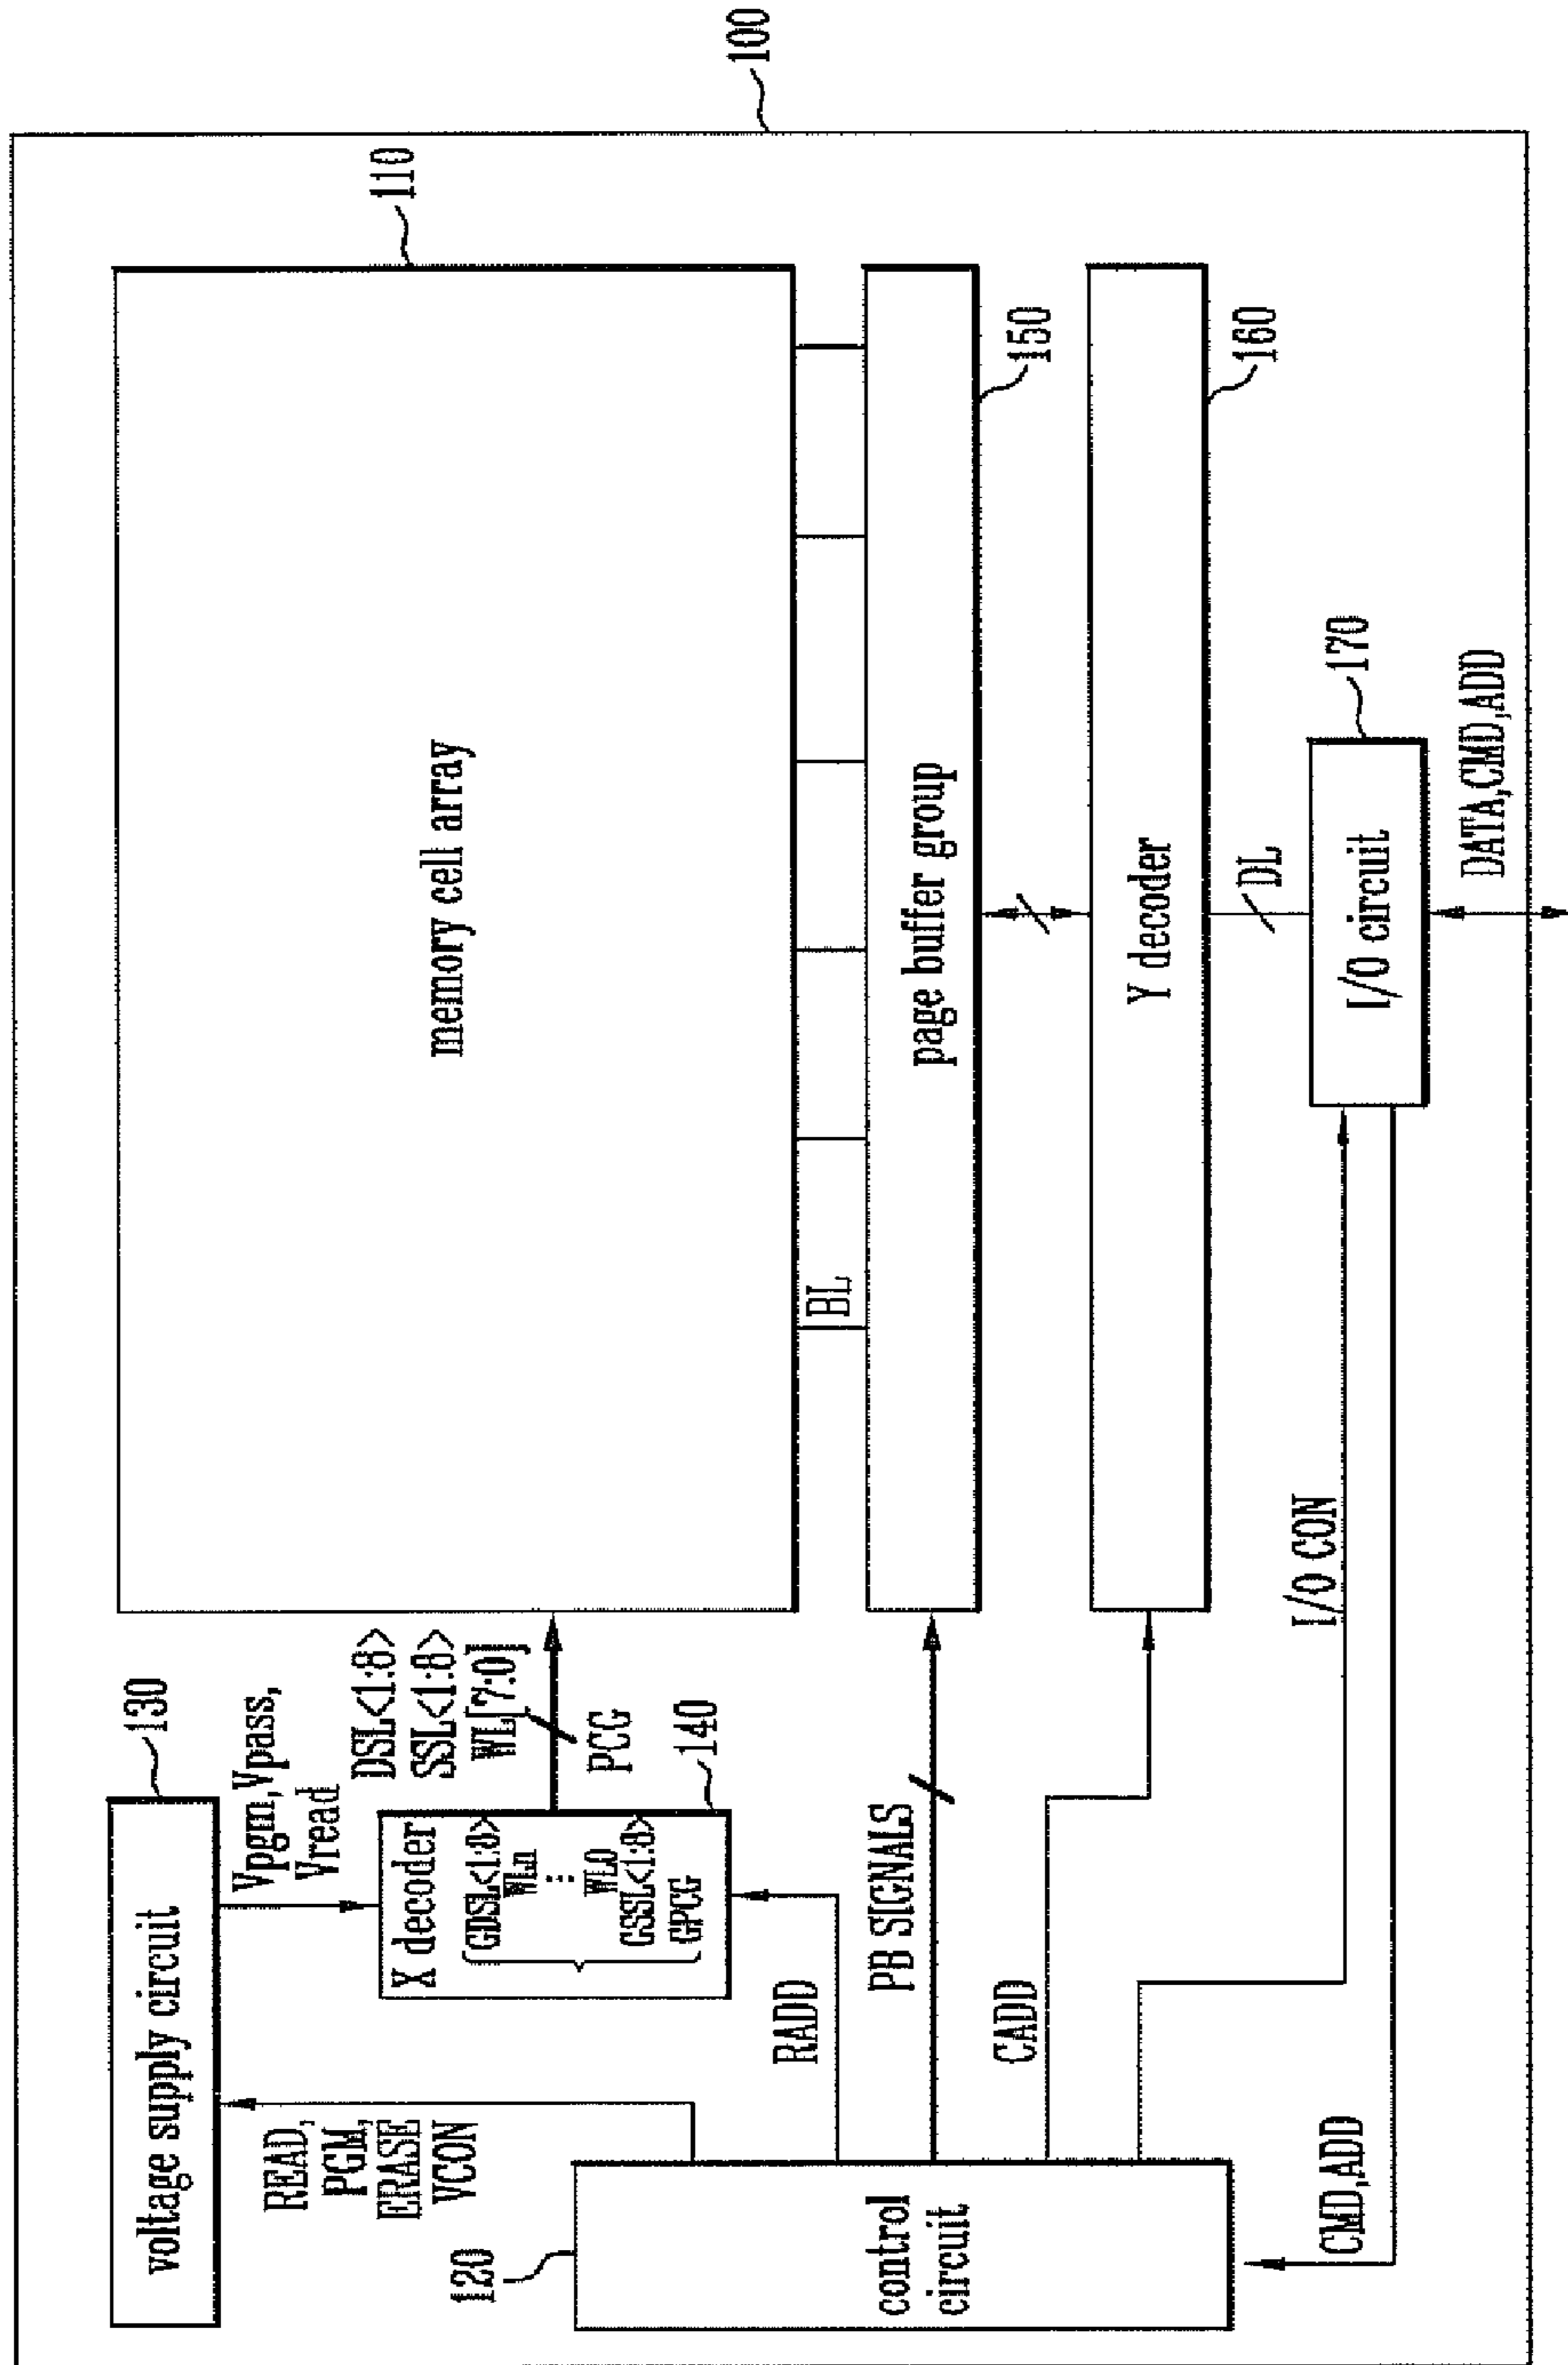 100
110
memory cell array
130
voltage supply circuit
Vpgm,Vpass,
Vread
DSL<1:8>
SSL<1:8>
WL[7:0]
PCG
140
X decoder
GDSL<1:8>
WLn
⋮
WL0
GSSL<1:8>
GPCG
READ,
PGM,
ERASE
VCON
RADD
120
control
circuit
BL
PB SIGNALS
page buffer group
150
CADD
Y decoder
160
DL
I/O CON
I/O circuit
170
CMD,ADD
DATA,CMD,ADD